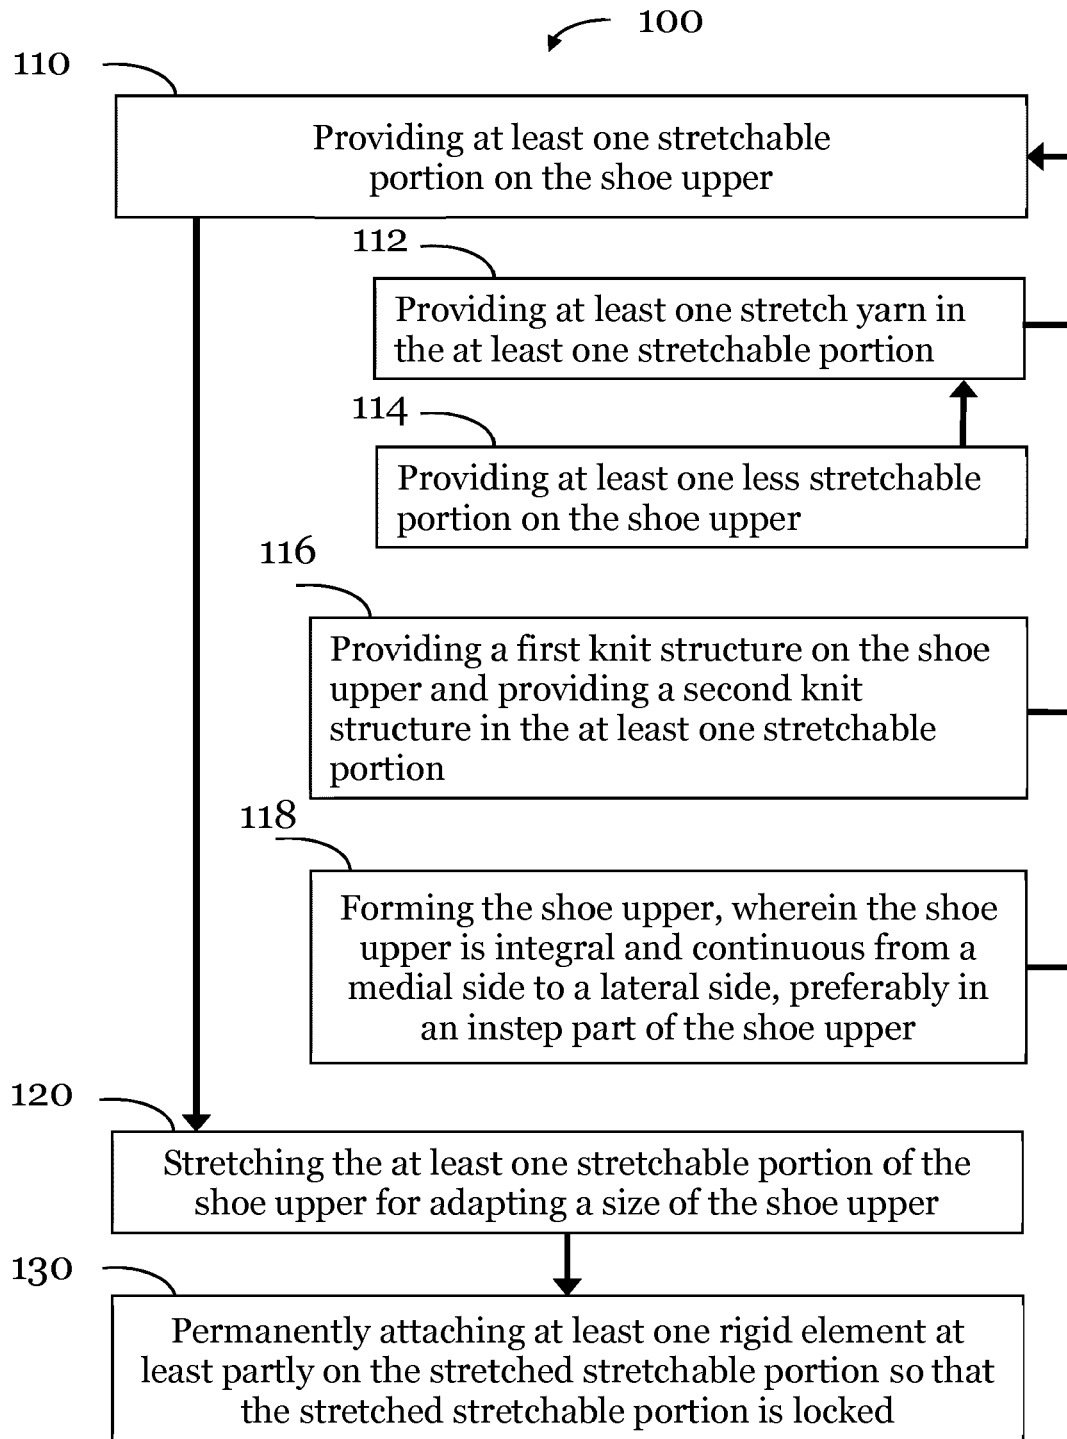 100
110
Providing at least one stretchable
portion on the shoe upper
112
Providing at least one stretch yarn in
the at least one stretchable portion
114
Providing at least one less stretchable
portion on the shoe upper
116
Providing a first knit structure on the shoe
upper and providing a second knit
structure in the at least one stretchable
portion
118
Forming the shoe upper, wherein the shoe
upper is integral and continuous from a
medial side to a lateral side, preferably in
an instep part of the shoe upper
120
Stretching the at least one stretchable portion of the
shoe upper for adapting a size of the shoe upper
130
Permanently attaching at least one rigid element at
least partly on the stretched stretchable portion so that
the stretched stretchable portion is locked